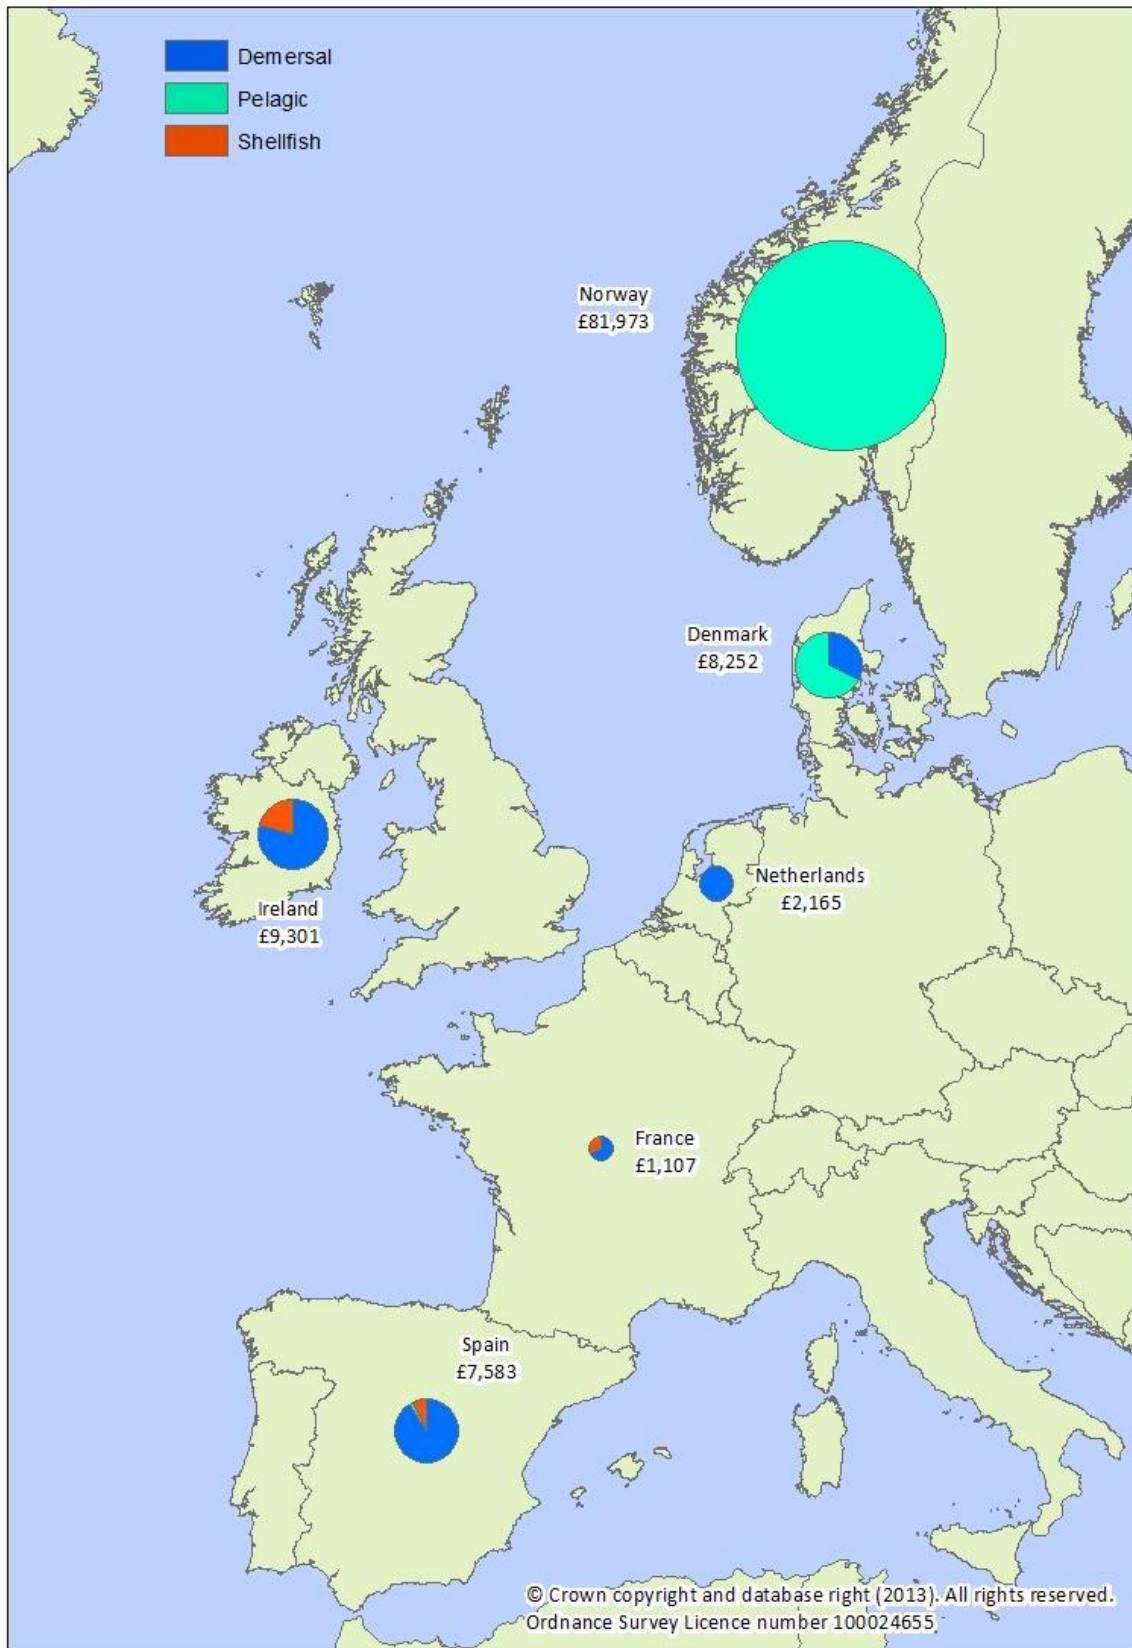 Demersal
Pelagic
Shellfish
Norway
£81,973
Denmark
£8,252
Netherlands
£2,165
Ireland
£9,301
France
£1,107
Spain
£7,583
© Crown copyright and database right (2013). All rights reserved.
Ordnance Survey Licence number 100024655